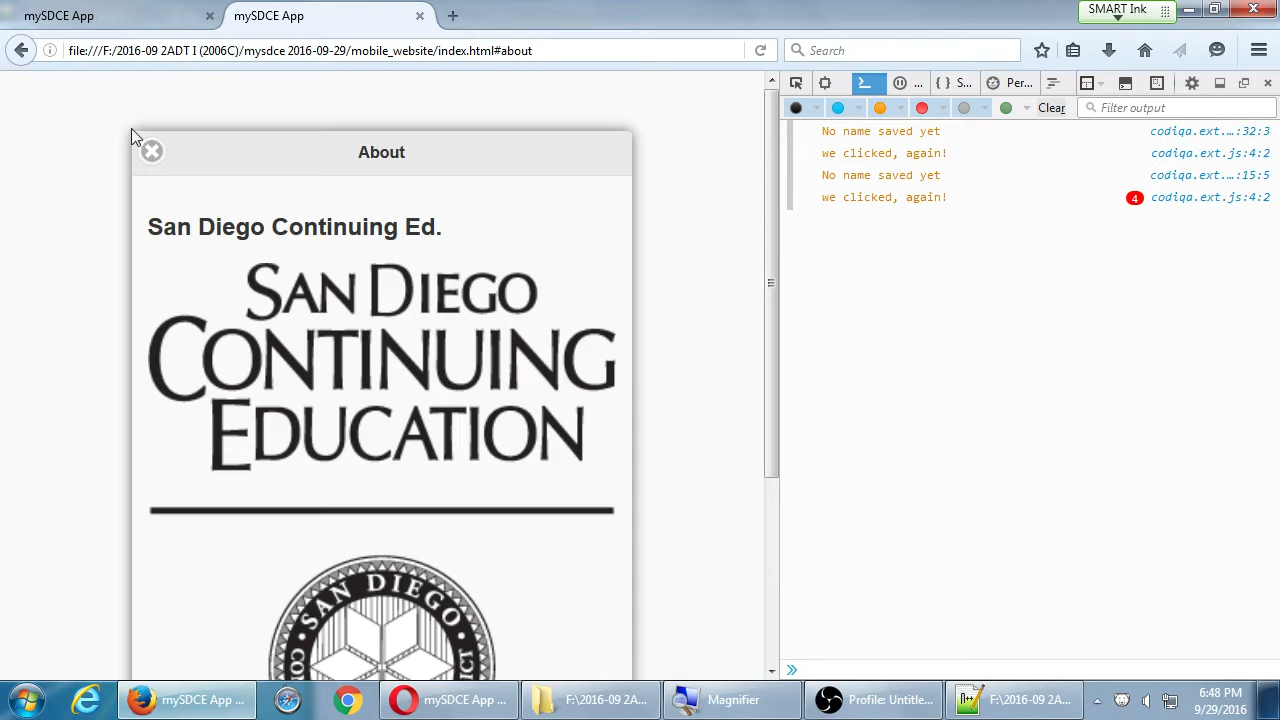 mySDCE App
mySDCE App
SMART Ink
file:///F:/2016-09 2ADT I (2006C)/mysdce 2016-09-29/mobile_website/index.html#about
Search
S...
Per...
Clear
Filter output
No name saved yet codiqa.ext....:32:3
we clicked, again! codiqa.ext.js:4:2
No name saved yet codiqa.ext....:15:5
we clicked, again! 4 codiqa.ext.js:4:2
About
San Diego Continuing Ed.
SAN DIEGO
CONTINUING
EDUCATION
SAN DIEGO
mySDCE App ...
mySDCE App ...
F:\2016-09 2A...
Magnifier
Profile: Untitle...
F:\2016-09 2A...
6:48 PM
9/29/2016